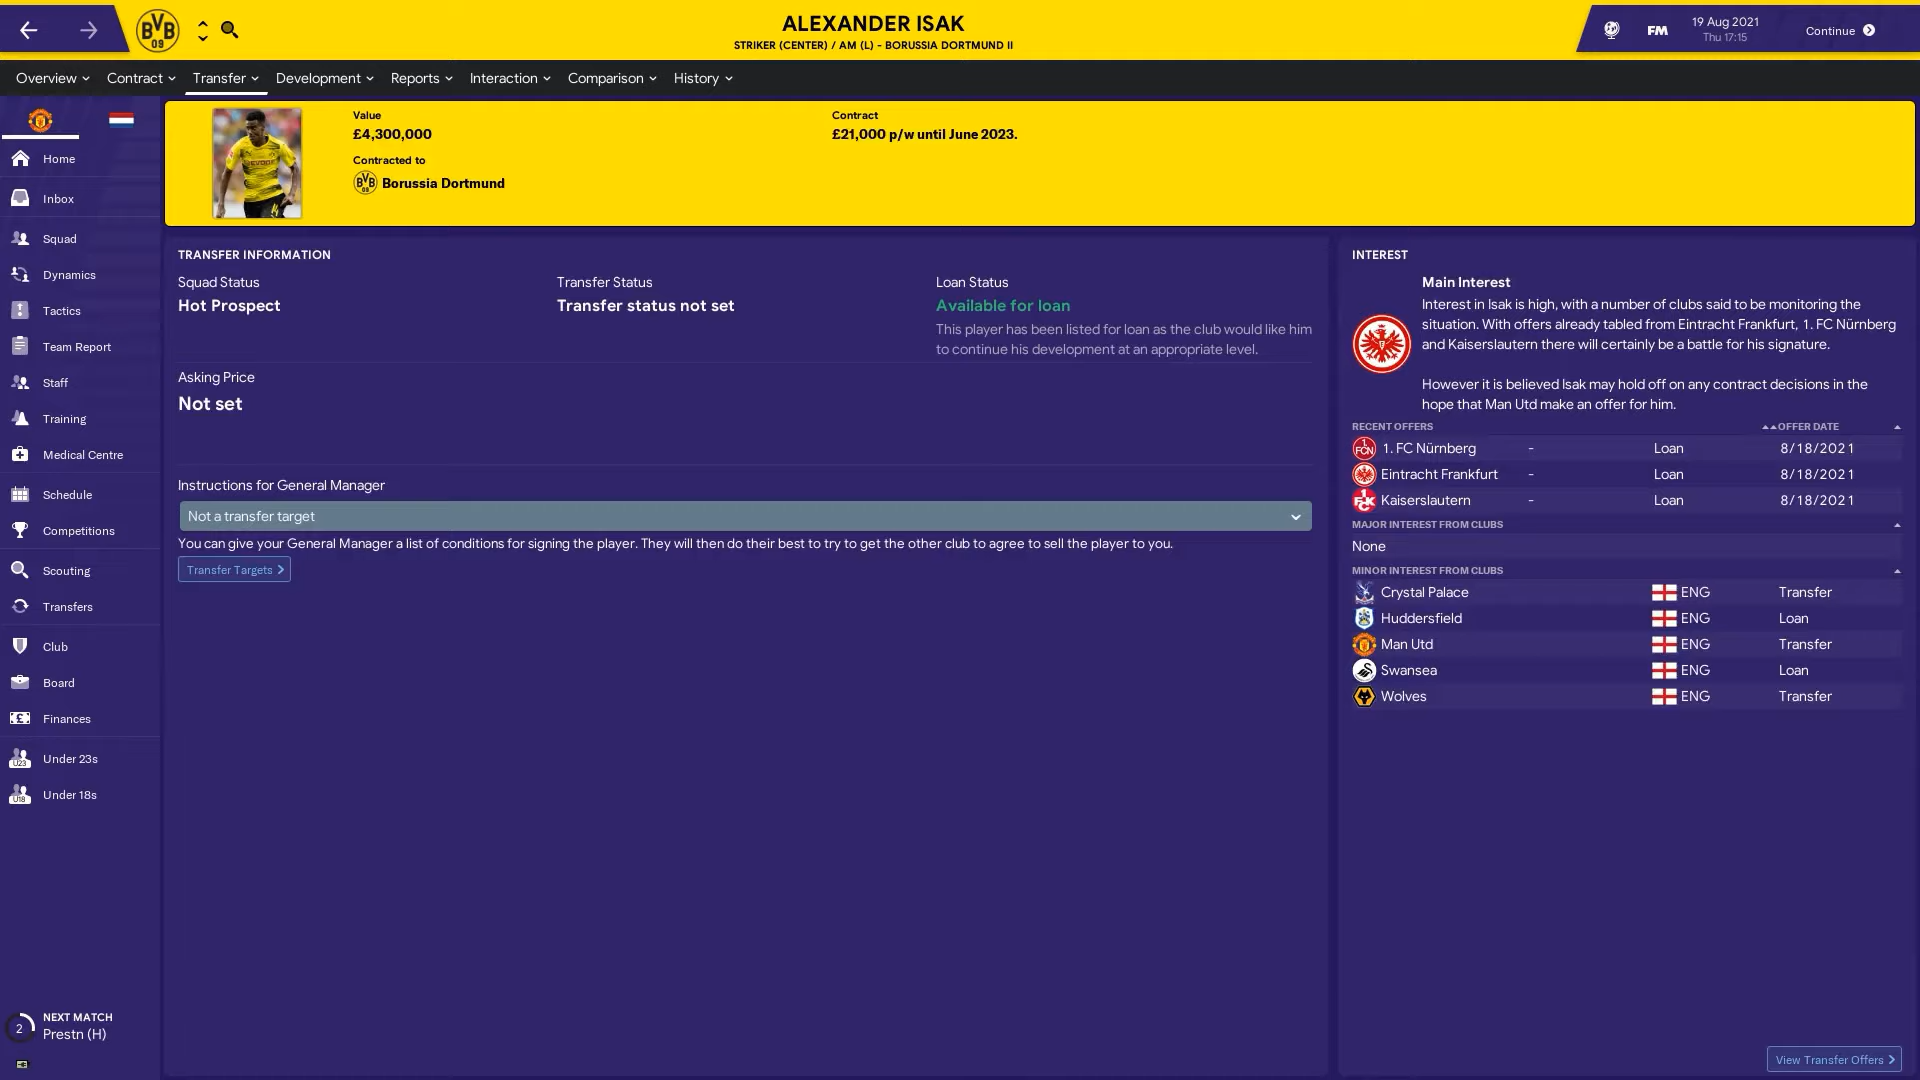 ALEXANDER ISAK
STRIKER (CENTER) / AM (L) - BORUSSIA DORTMUND II
BVB
09
FM
19 Aug 2021
Thu 17:15
Continue
Overview
Contract
Transfer
Development
Reports
Interaction
Comparison
History
Home
Inbox
Squad
Dynamics
Tactics
Team Report
Staff
Training
Medical Centre
Schedule
Competitions
Scouting
Transfers
Club
Board
Finances
U23
Under 23s
U18
Under 18s
2
NEXT MATCH
Prestn (H)
Value
£4,300,000
Contracted to
Borussia Dortmund
Contract
£21,000 p/w until June 2023.
TRANSFER INFORMATION
Squad Status
Hot Prospect
Transfer Status
Transfer status not set
Loan Status
Available for loan
This player has been listed for loan as the club would like him
to continue his development at an appropriate level.
Asking Price
Not set
Instructions for General Manager
Not a transfer target
You can give your General Manager a list of conditions for signing the player. They will then do their best to try to get the other club to agree to sell the player to you.
Transfer Targets
INTEREST
Main Interest
Interest in Isak is high, with a number of clubs said to be monitoring the
situation. With offers already tabled from Eintracht Frankfurt, 1. FC Nürnberg
and Kaiserslautern there will certainly be a battle for his signature.
However it is believed Isak may hold off on any contract decisions in the
hope that Man Utd make an offer for him.
RECENT OFFERS OFFER DATE
1. FC Nürnberg - Loan 8/18/2021
Eintracht Frankfurt - Loan 8/18/2021
Kaiserslautern - Loan 8/18/2021
MAJOR INTEREST FROM CLUBS
None
MINOR INTEREST FROM CLUBS
Crystal Palace ENG Transfer
Huddersfield ENG Loan
Man Utd ENG Transfer
Swansea ENG Loan
Wolves ENG Transfer
View Transfer Offers